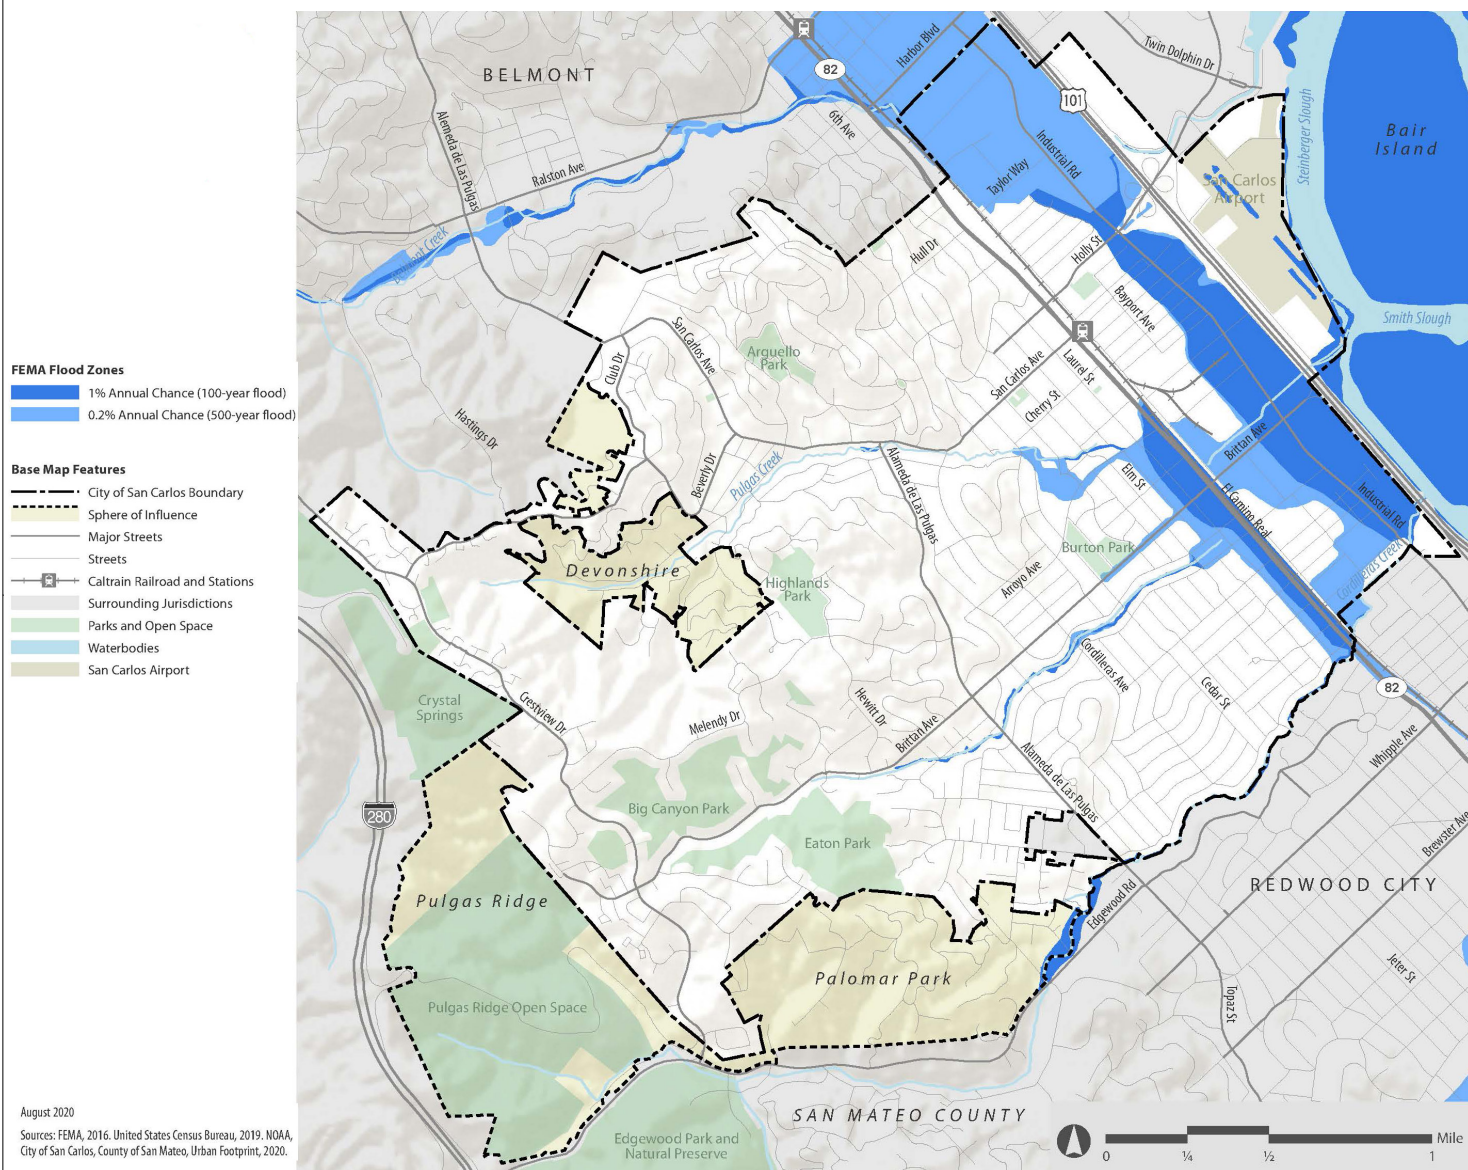 FEMA Flood Zones
1% Annual Chance (100-year flood)
0.2% Annual Chance (500-year flood)
Base Map Features
City of San Carlos Boundary
Sphere of Influence
Major Streets
Streets
Caltrain Railroad and Stations
Surrounding Jurisdictions
Parks and Open Space
Waterbodies
San Carlos Airport
August 2020
Sources: FEMA, 2016. United States Census Bureau, 2019. NOAA,
City of San Carlos, County of San Mateo, Urban Footprint, 2020.
BELMONT
82
Harbor Blvd
Twin Dolphin Dr
101
Alameda de Las Pulgas
6th Ave
Industrial Rd
Steinberger Slough
Bair
Island
Ralston Ave
Taylor Way
San Carlos
Airport
Belmont Creek
Hull Dr
Holly St
Bayport Ave
Smith Slough
San Carlos Ave
Arguello
Park
Club Dr
San Carlos Ave
Laurel St
Cherry St
Hastings Dr
Beverly Dr
Pulgas Creek
Alameda de Las Pulgas
Elm St
Brittan Ave
El Camino Real
Industrial Rd
Burton Park
Devonshire
Highlands
Park
Arroyo Ave
Cordilleras Creek
Cordilleras Ave
Cedar St
82
Crystal
Springs
Crestview Dr
Melendy Dr
Hewitt Dr
Brittan Ave
Whipple Ave
Alameda de Las Pulgas
280
Big Canyon Park
Eaton Park
Brewster Ave
REDWOOD CITY
Pulgas Ridge
Edgewood Rd
Palomar Park
Jeter St
Pulgas Ridge Open Space
Topaz St
SAN MATEO COUNTY
Edgewood Park and
Natural Preserve
Mile
0 ¼ ½ 1